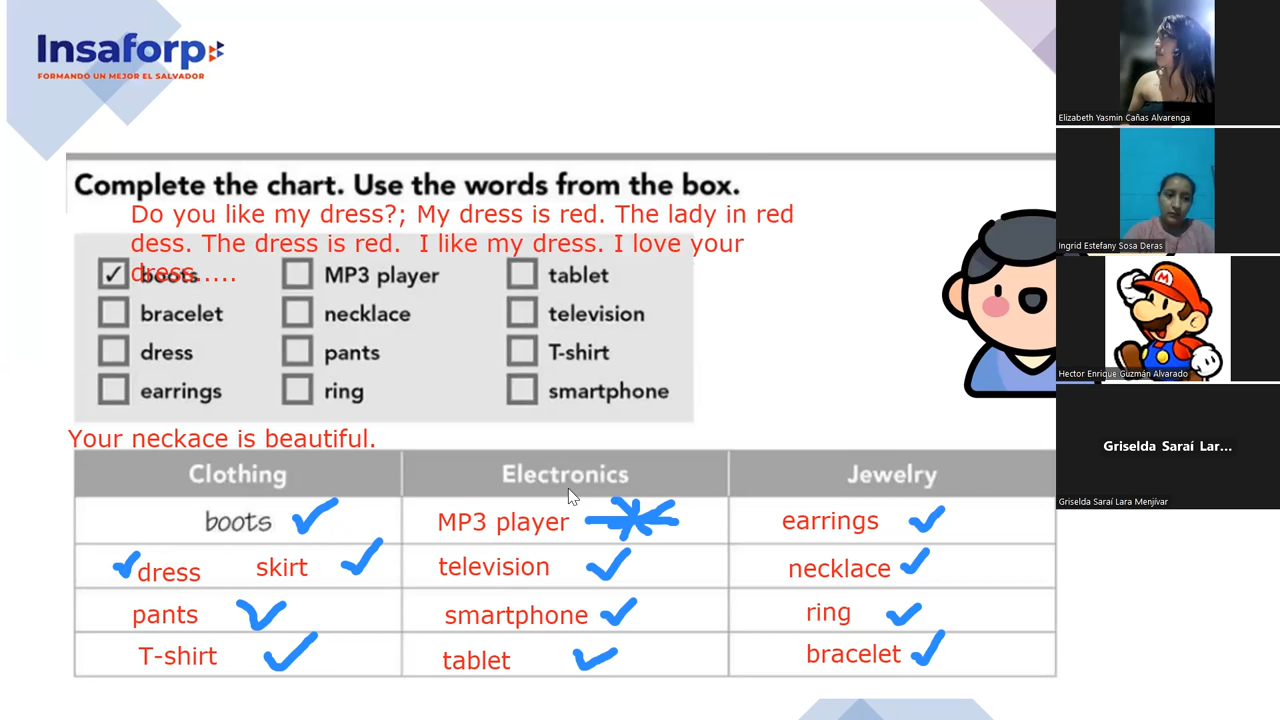 Insaforp
FORMANDO UN MEJOR EL SALVADOR
Complete the chart. Use the words from the box.
Do you like my dress?; My dress is red. The lady in red
dess. The dress is red. I like my dress. I love your
dress.....
boots MP3 player tablet
bracelet necklace television
dress pants T-shirt
earrings ring smartphone
Your neckace is beautiful.
Clothing Electronics Jewelry
boots MP3 player earrings
dress skirt television necklace
pants smartphone ring
T-shirt tablet bracelet
Elizabeth Yasmin Cañas Alvarenga
Ingrid Estefany Sosa Deras
M
Hector Enrique Guzmán Alvarado
Griselda Saraí Lar...
Griselda Saraí Lara Menjívar